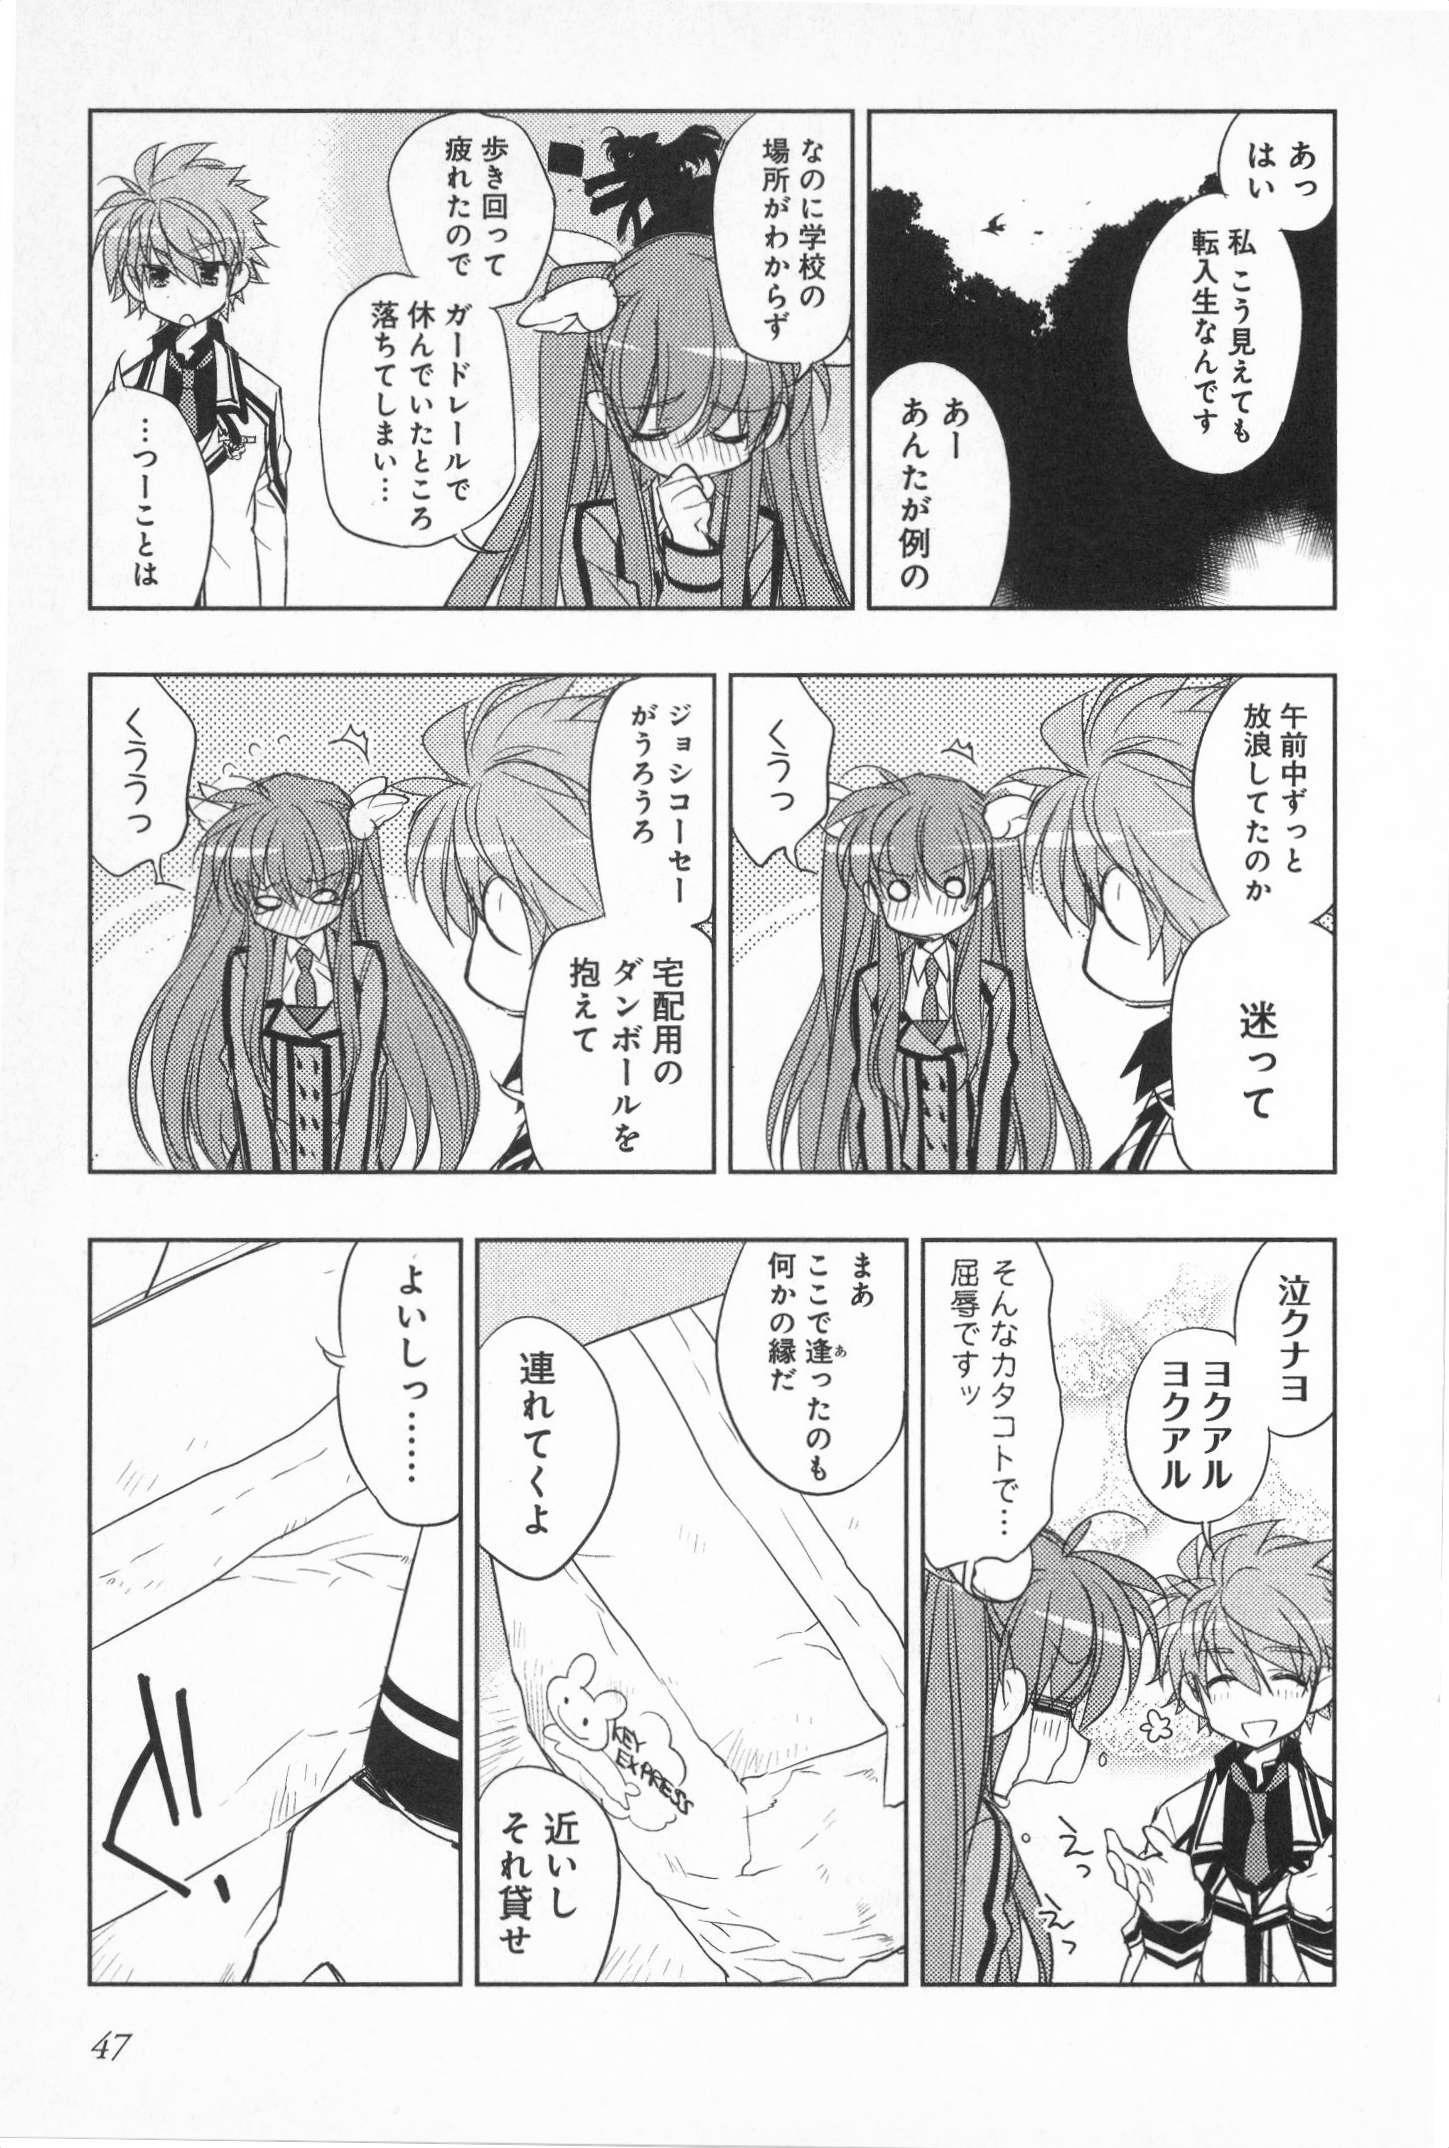 あっ
はい
私 こう見えても
転入生なんです
あー
あんたが例の
なのに学校の
場所がわからず
歩き回って
疲れたので
ガードレールで
休んでいたところ
落ちてしまい…
…つーことは
午前中ずっと
放浪してたのか
迷って
くうっ
ジョシコーセー
がうろうろ
宅配用の
ダンボールを
抱えて
くううっ
泣クナヨ
ヨクアル
ヨクアル
そんなカタコトで…
屈辱ですッ
えっ
えっ
まあ
ここで逢ったのも
あ
何かの縁だ
連れてくよ
KEY
EXPRESS
近いし
それ貸せ
よいしっ……
47